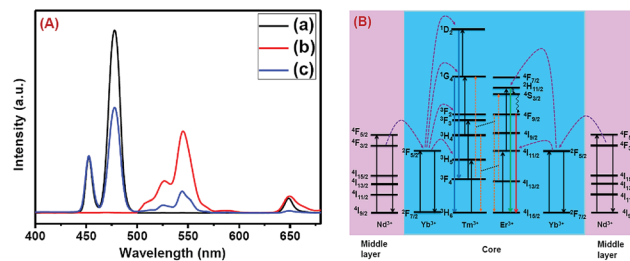 (A)
(a)
(b)
(c)
Intensity (a.u.)
400 450 500 550 600 650
Wavelength (nm)
(B)
¹D₂
¹G₄
³F₂
³F₃
³H₄
³H₅
³F₄
³H₆
⁴F₇/₂
²H₁₁/₂
⁴S₃/₂
⁴F₉/₂
⁴I₉/₂
⁴I₁₁/₂
⁴I₁₃/₂
⁴I₁₅/₂
⁴F₅/₂
⁴F₃/₂
⁴I₁₅/₂
⁴I₁₃/₂
⁴I₁₁/₂
⁴I₉/₂
²F₅/₂
²F₇/₂
²F₅/₂
²F₇/₂
Nd³⁺ Yb³⁺ Tm³⁺ Er³⁺ Yb³⁺ Nd³⁺
Middle layer
Core
Middle layer